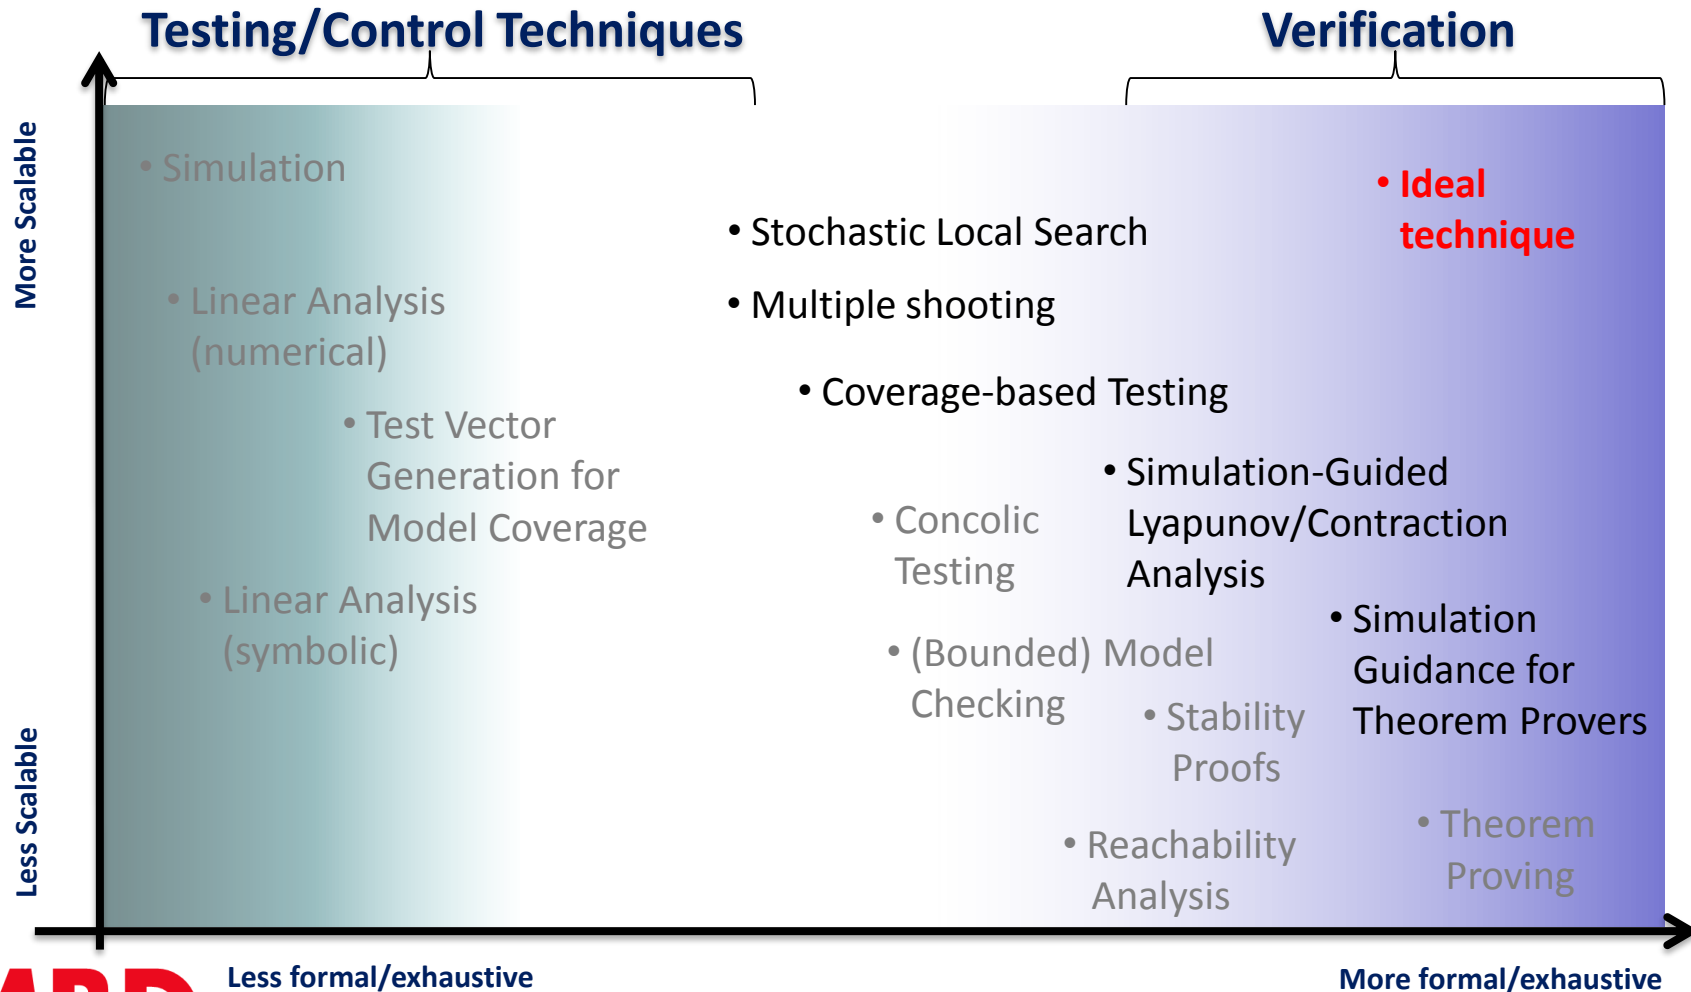 Testing/Control Techniques
Verification
More Scalable
Less Scalable
• Simulation
• Ideal
technique
• Stochastic Local Search
• Linear Analysis
(numerical)
• Multiple shooting
• Coverage-based Testing
• Test Vector
Generation for
Model Coverage
• Simulation-Guided
Lyapunov/Contraction
Analysis
• Concolic
Testing
• Linear Analysis
(symbolic)
• Simulation
Guidance for
Theorem Provers
• (Bounded) Model
Checking
• Stability
Proofs
• Theorem
Proving
• Reachability
Analysis
Less formal/exhaustive
More formal/exhaustive